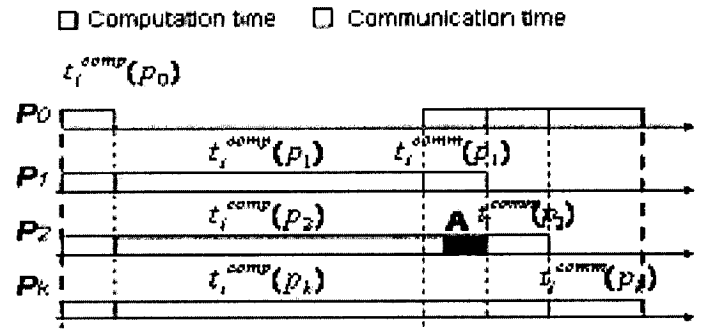 Computation time Communication time
t_i^comp(p_0)
P0
t_i^comp(p_1) t_i^comm(p_1)
P1
t_i^comp(p_2) A t_i^comm(p_2)
P2
t_i^comp(p_k) t_i^comm(p_k)
Pk